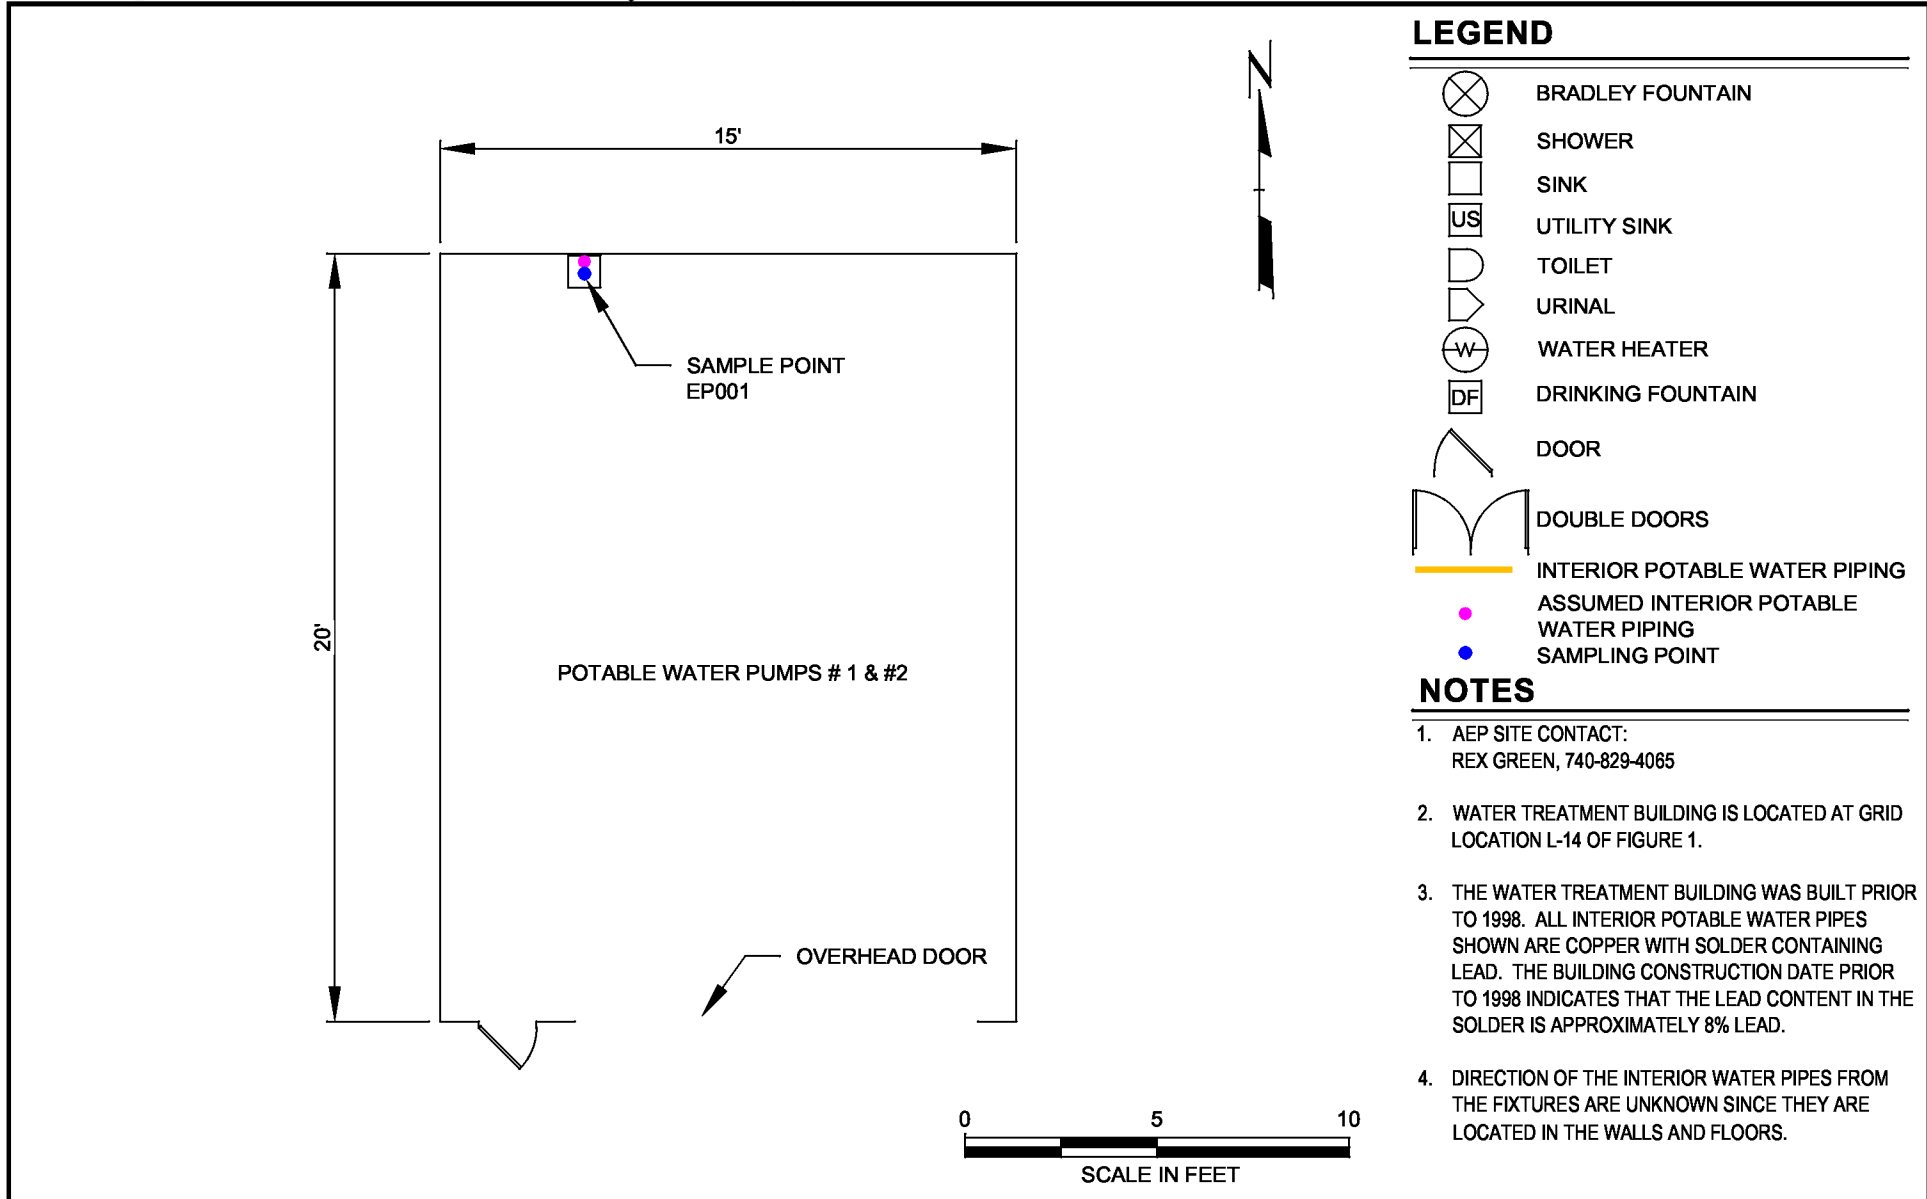 15'
N
20'
SAMPLE POINT
EP001
POTABLE WATER PUMPS # 1 & #2
OVERHEAD DOOR
0 5 10
SCALE IN FEET
LEGEND
BRADLEY FOUNTAIN
SHOWER
SINK
US UTILITY SINK
TOILET
URINAL
W WATER HEATER
DF DRINKING FOUNTAIN
DOOR
DOUBLE DOORS
INTERIOR POTABLE WATER PIPING
ASSUMED INTERIOR POTABLE
WATER PIPING
SAMPLING POINT
NOTES
1. AEP SITE CONTACT:
REX GREEN, 740-829-4065
2. WATER TREATMENT BUILDING IS LOCATED AT GRID
LOCATION L-14 OF FIGURE 1.
3. THE WATER TREATMENT BUILDING WAS BUILT PRIOR
TO 1998. ALL INTERIOR POTABLE WATER PIPES
SHOWN ARE COPPER WITH SOLDER CONTAINING
LEAD. THE BUILDING CONSTRUCTION DATE PRIOR
TO 1998 INDICATES THAT THE LEAD CONTENT IN THE
SOLDER IS APPROXIMATELY 8% LEAD.
4. DIRECTION OF THE INTERIOR WATER PIPES FROM
THE FIXTURES ARE UNKNOWN SINCE THEY ARE
LOCATED IN THE WALLS AND FLOORS.